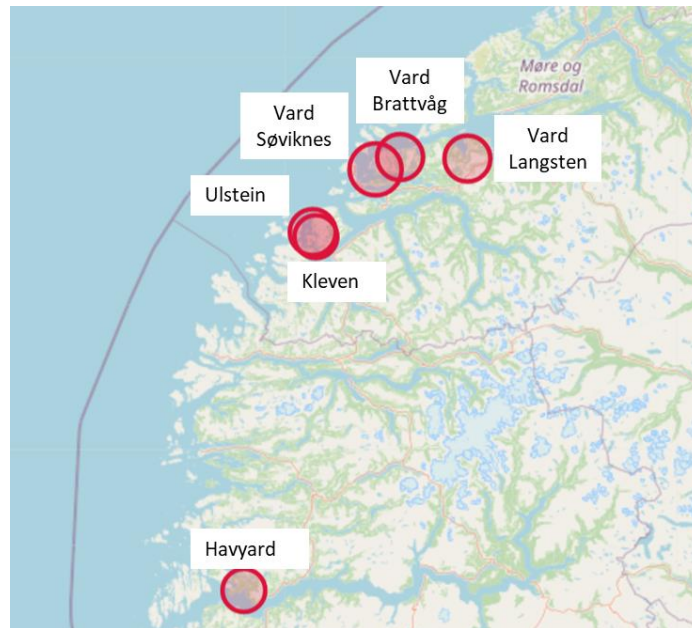 Møre og
Romsdal
Vard
Brattvåg
Vard
Søviknes
Vard
Langsten
Ulstein
Kleven
Havyard